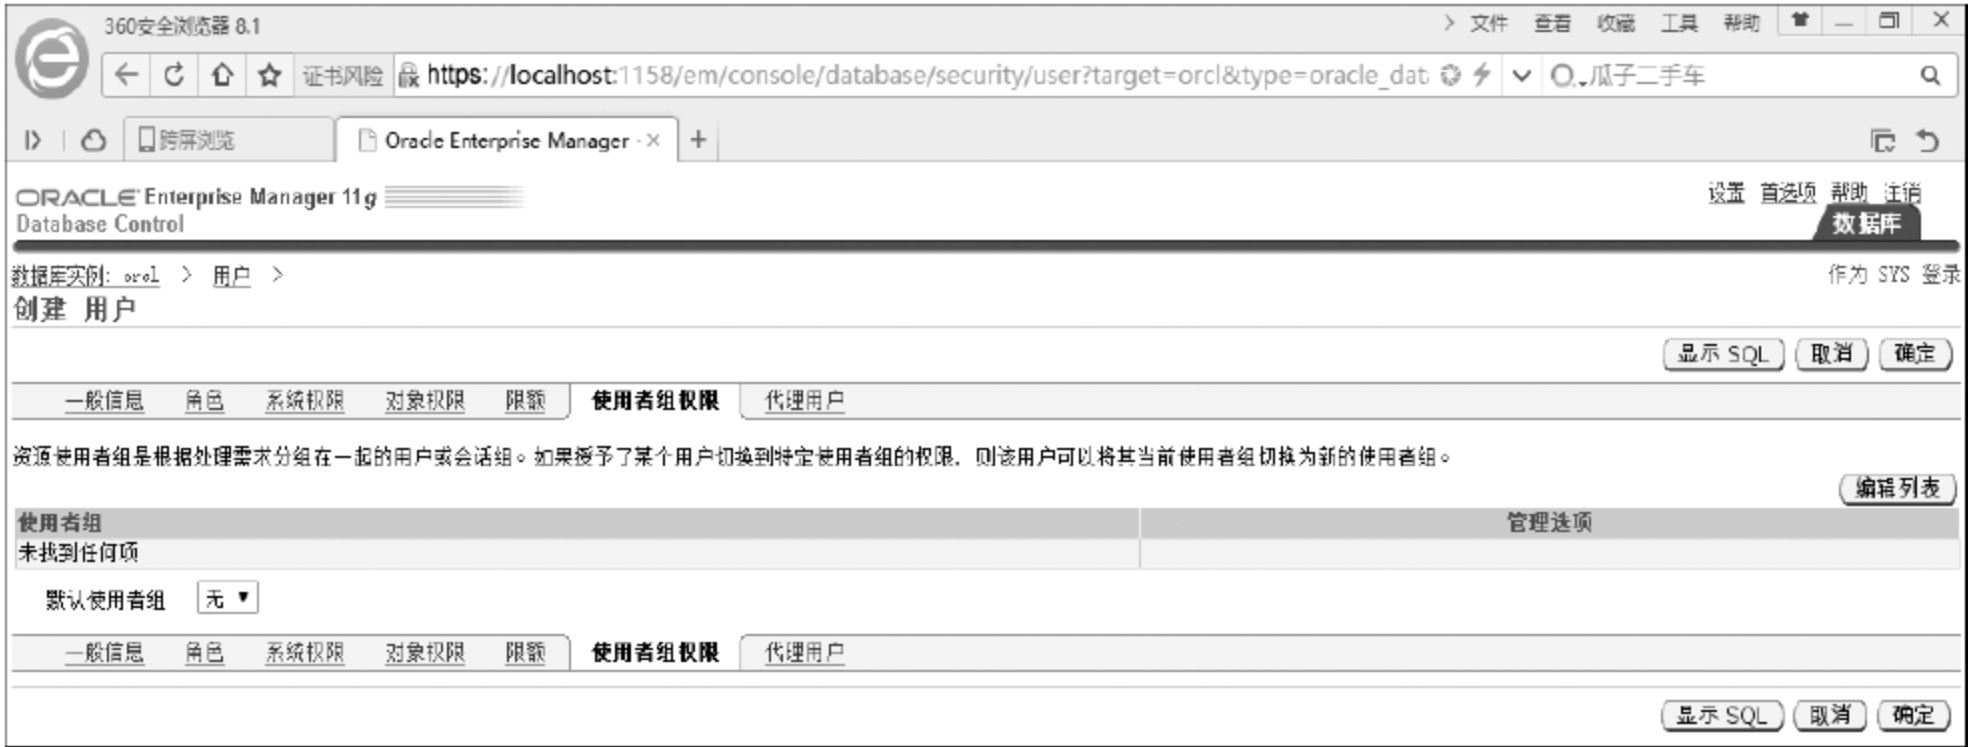 360安全浏览器 8.1
文件 查看 收藏 工具 帮助
证书风险 https://localhost:1158/em/console/database/security/user?target=orcl&type=oracle_dat 瓜子二手车
跨屏浏览 Oracle Enterprise Manager - × +
ORACLE Enterprise Manager 11g
Database Control
设置 首选项 帮助 注销
数据库
数据库实例: orcl > 用户 >
作为 SYS 登录
创建 用户
显示 SQL 取消 确定
一般信息 角色 系统权限 对象权限 限额 使用者组权限 代理用户
资源使用者组是根据处理需求分组在一起的用户或会话组。如果授予了某个用户切换到特定使用者组的权限, 则该用户可以将其当前使用者组切换为新的使用者组。
编辑列表
使用者组 管理选项
未找到任何项
默认使用者组 无
一般信息 角色 系统权限 对象权限 限额 使用者组权限 代理用户
显示 SQL 取消 确定